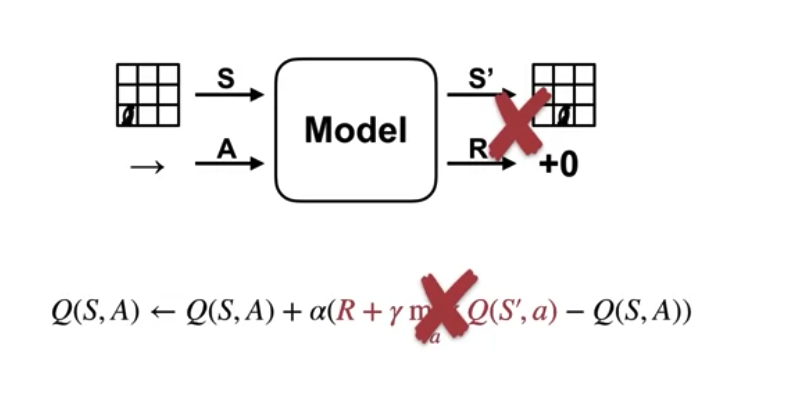 S S’
Model
A R
→ +0
Q(S, A) ← Q(S, A) + α(R + γ m a Q(S′, a) − Q(S, A))